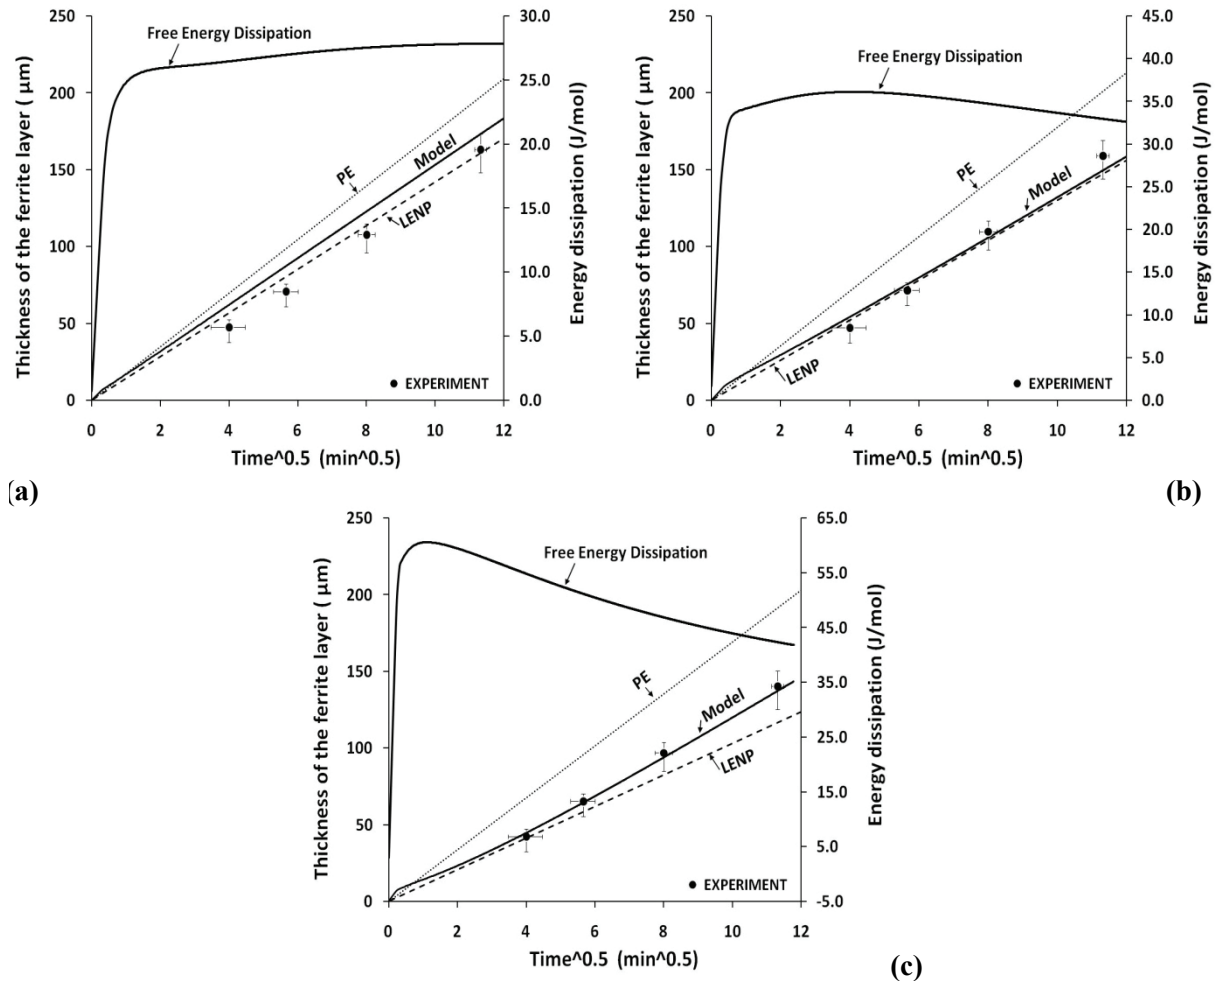 250
200
150
100
50
0
Thickness of the ferrite layer ( µm)
Free Energy Dissipation
PE
Model
LENP
EXPERIMENT
30.0
25.0
20.0
15.0
10.0
5.0
0.0
Energy dissipation (J/mol)
0 2 4 6 8 10 12
Time^0.5 (min^0.5)
(a)
250
200
150
100
50
0
Thickness of the ferrite layer ( µm)
Free Energy Dissipation
PE
Model
LENP
EXPERIMENT
45.0
40.0
35.0
30.0
25.0
20.0
15.0
10.0
5.0
0.0
Energy dissipation (J/mol)
0 2 4 6 8 10 12
Time^0.5 (min^0.5)
(b)
250
200
150
100
50
0
Thickness of the ferrite layer ( µm)
Free Energy Dissipation
PE
Model
LENP
EXPERIMENT
65.0
55.0
45.0
35.0
25.0
15.0
5.0
-5.0
Energy dissipation (J/mol)
0 2 4 6 8 10 12
Time^0.5 (min^0.5)
(c)